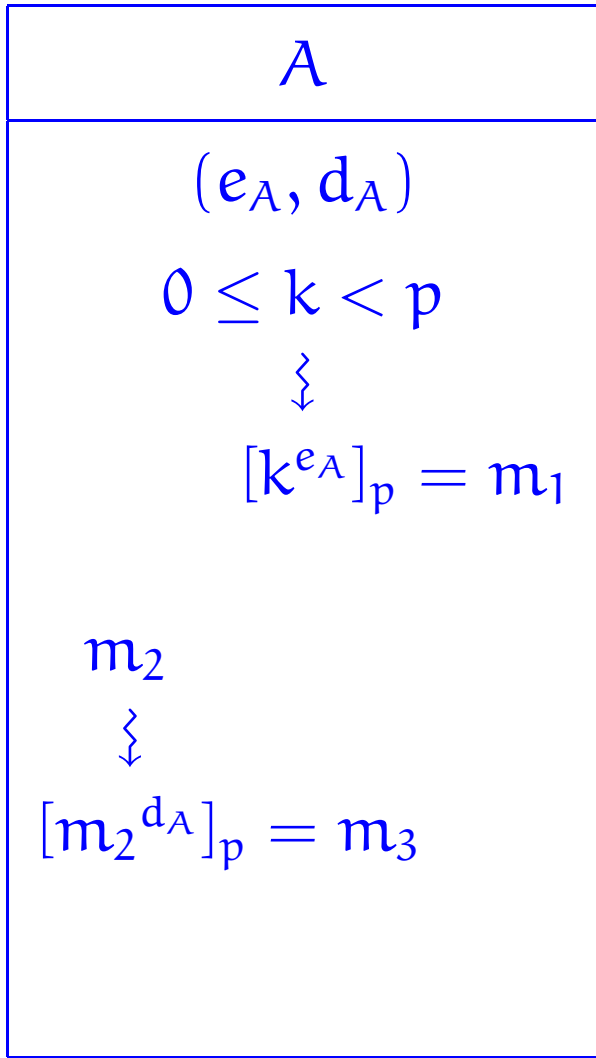 A
(e_A, d_A)
0 ≤ k < p
[k^{e_A}]_p = m_1
m_2
[m_2^{d_A}]_p = m_3